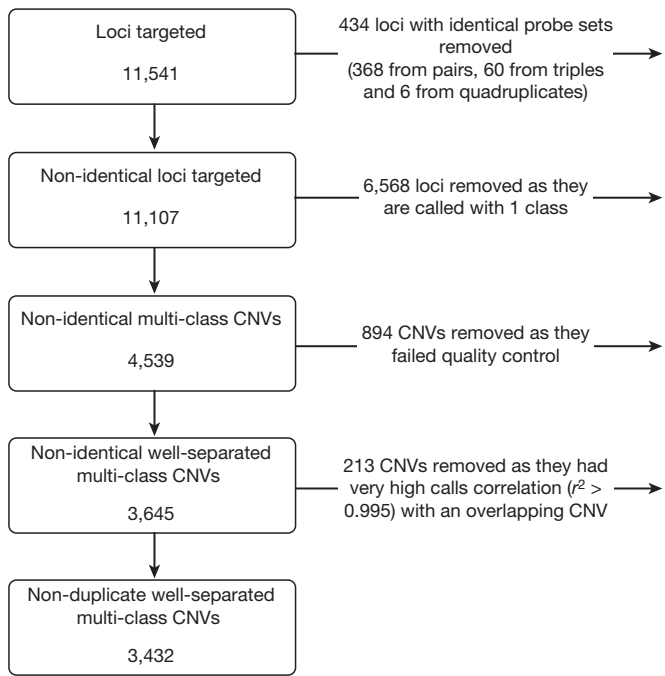 Loci targeted
11,541
434 loci with identical probe sets
removed
(368 from pairs, 60 from triples
and 6 from quadruplicates)
Non-identical loci targeted
11,107
6,568 loci removed as they
are called with 1 class
Non-identical multi-class CNVs
4,539
894 CNVs removed as they
failed quality control
Non-identical well-separated
multi-class CNVs
3,645
213 CNVs removed as they had
very high calls correlation (r² >
0.995) with an overlapping CNV
Non-duplicate well-separated
multi-class CNVs
3,432